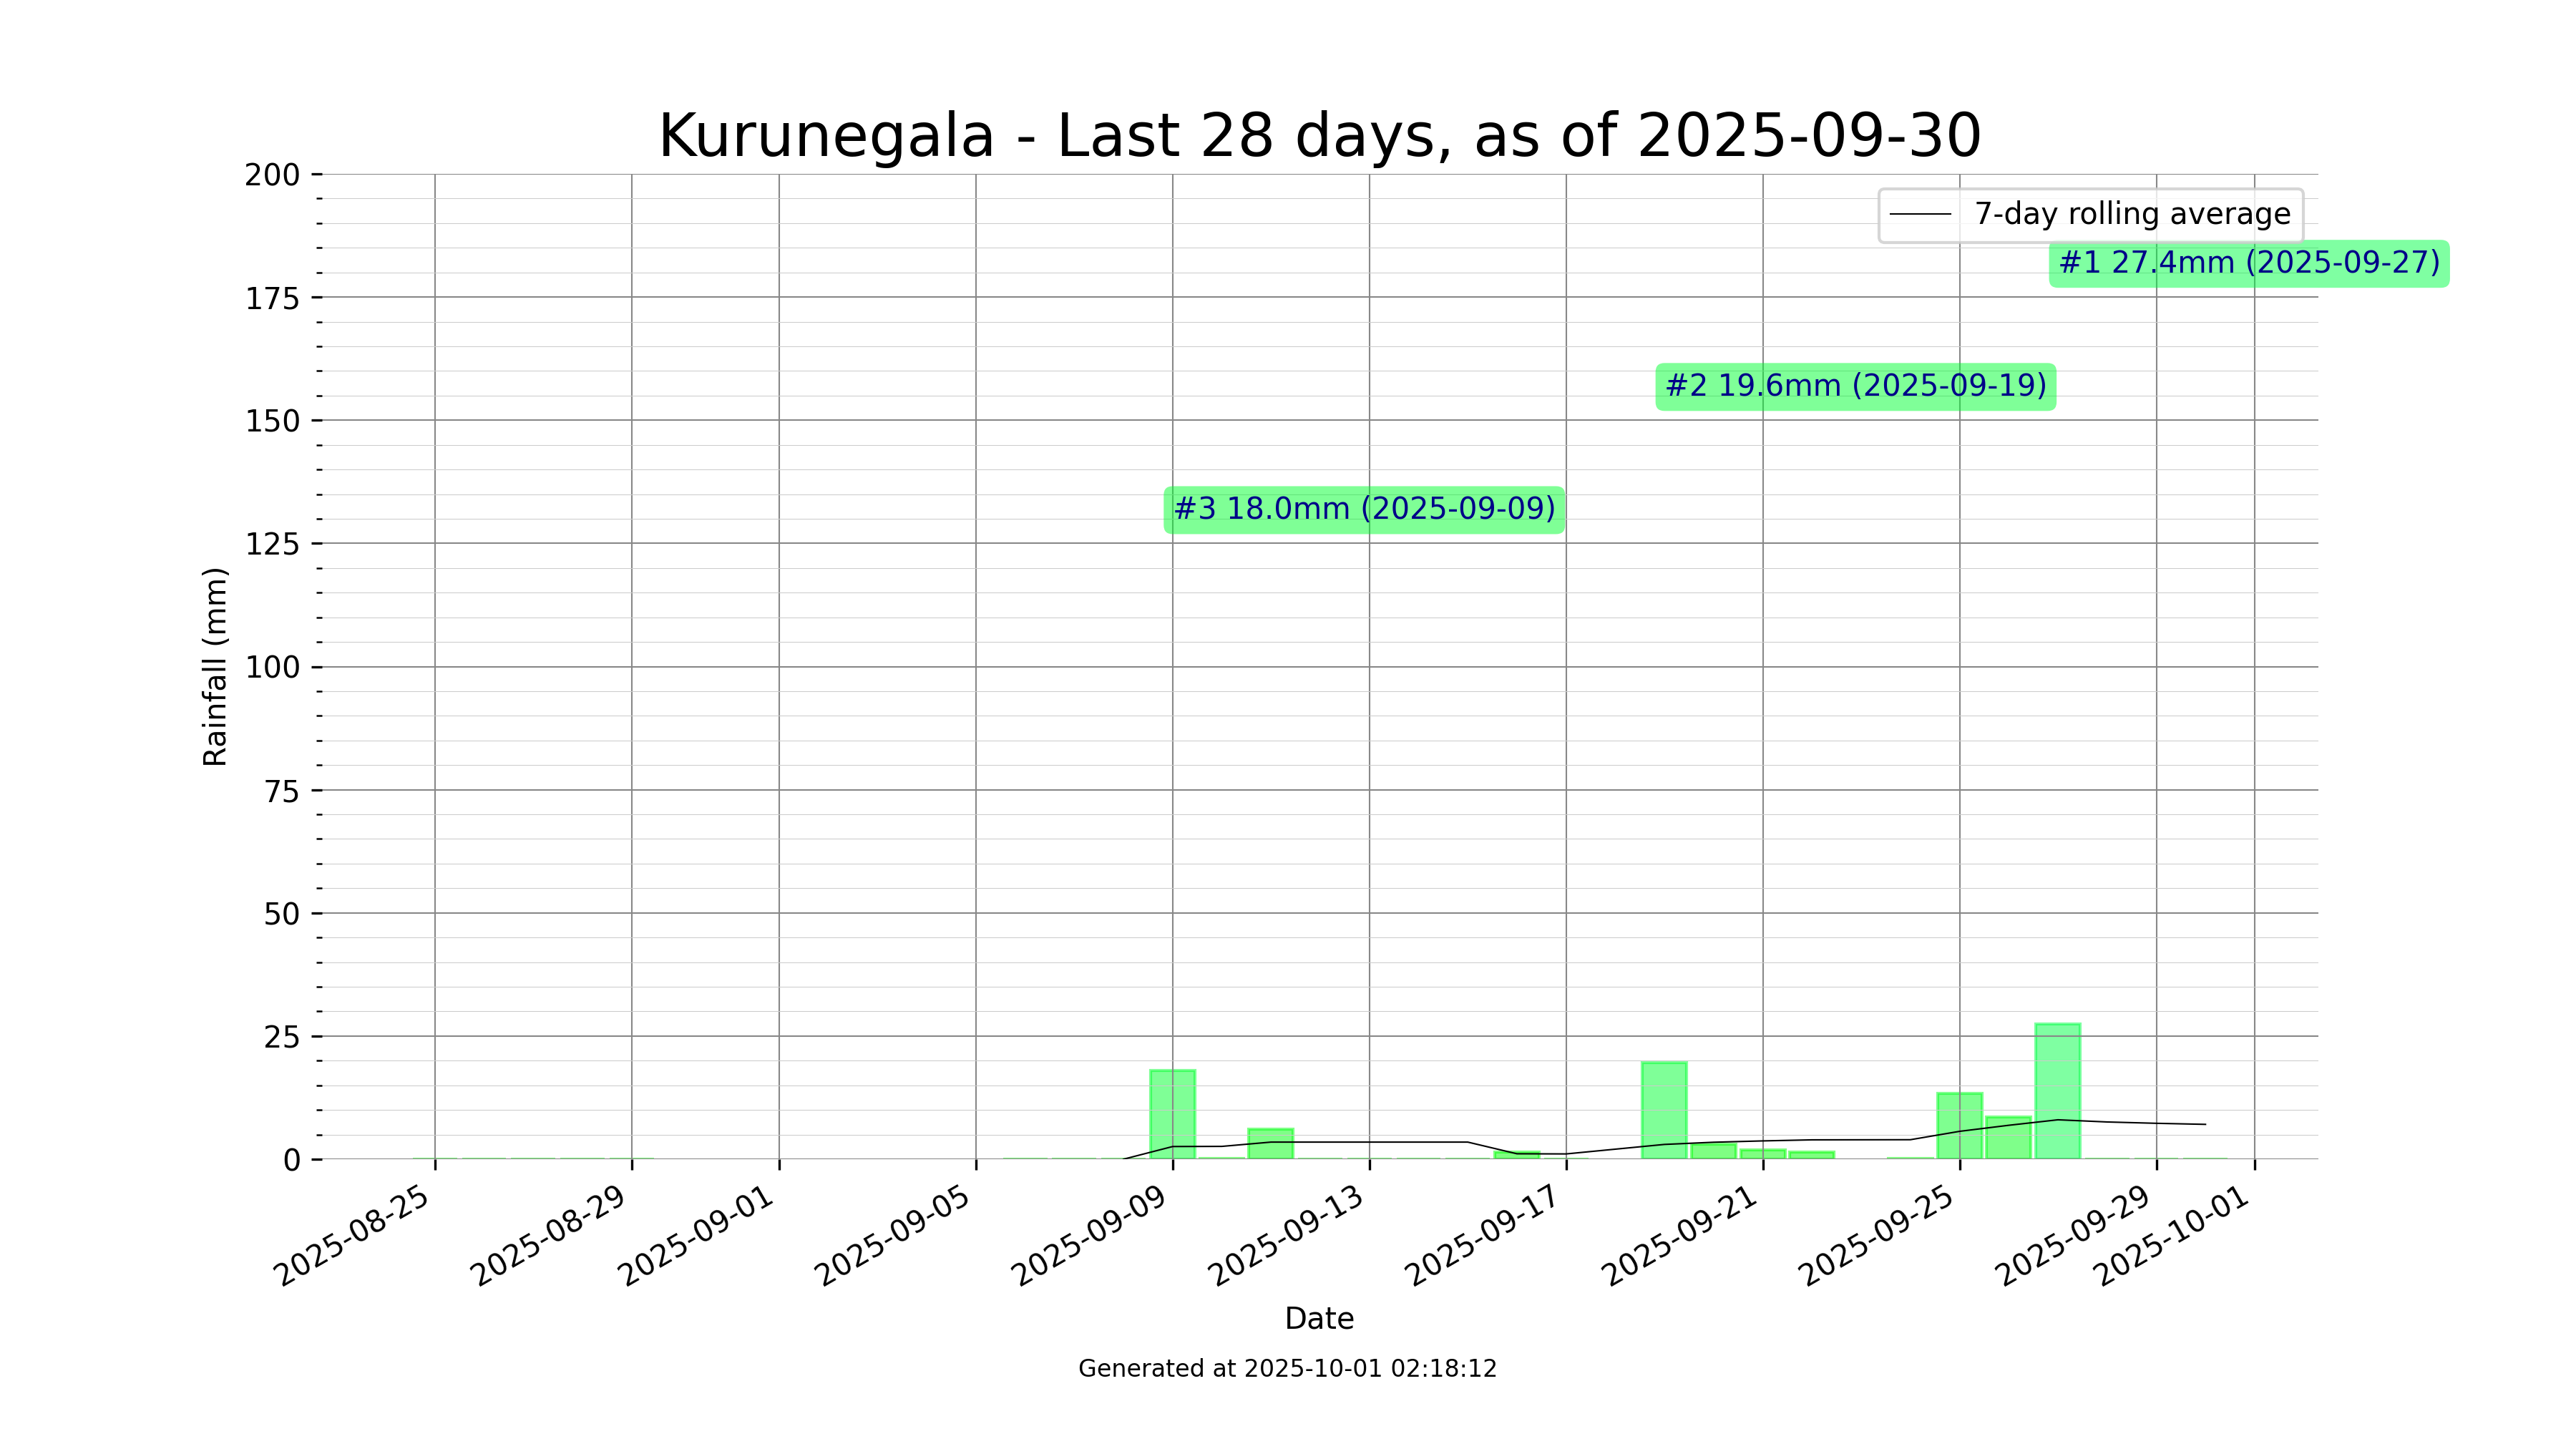 Kurunegala - Last 28 days, as of 2025-09-30
7-day rolling average
#1 27.4mm (2025-09-27)
#2 19.6mm (2025-09-19)
#3 18.0mm (2025-09-09)
Rainfall (mm)
200
175
150
125
100
75
50
25
0
2025-08-25
2025-08-29
2025-09-01
2025-09-05
2025-09-09
2025-09-13
2025-09-17
2025-09-21
2025-09-25
2025-09-29
2025-10-01
Date
Generated at 2025-10-01 02:18:12